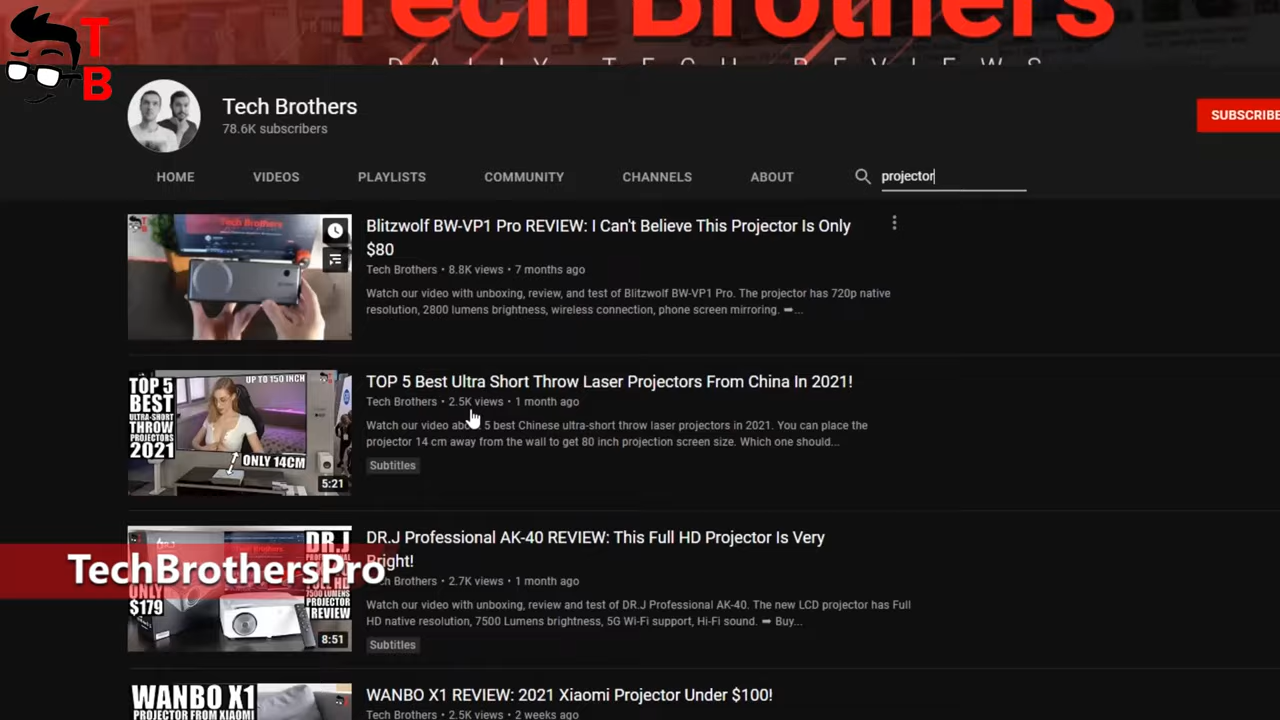 Tech Brothers
DAILY TECH REVIEWS
T
B
Tech Brothers
78.6K subscribers
SUBSCRIBE
HOME
VIDEOS
PLAYLISTS
COMMUNITY
CHANNELS
ABOUT
projector
Tech Brothers
Blitzwolf BW-VP1 Pro REVIEW: I Can't Believe This Projector Is Only
$80
Tech Brothers • 8.8K views • 7 months ago
Watch our video with unboxing, review, and test of Blitzwolf BW-VP1 Pro. The projector has 720p native
resolution, 2800 lumens brightness, wireless connection, phone screen mirroring. ➡...
TOP 5
BEST
ULTRA-SHORT
THROW
PROJECTORS
2021
UP TO 150 INCH
ONLY 14CM
5:21
TOP 5 Best Ultra Short Throw Laser Projectors From China In 2021!
Tech Brothers • 2.5K views • 1 month ago
Watch our video 5 best Chinese ultra-short throw laser projectors in 2021. You can place the
projector 14 cm away from the wall to get 80 inch projection screen size. Which one should...
Subtitles
DR.J
PROFESSIONAL
FULL HD
7500 LUMENS
PROJECTOR
REVIEW
ONLY
$179
8:51
DR.J Professional AK-40 REVIEW: This Full HD Projector Is Very
Bright!
Brothers • 2.7K views • 1 month ago
Watch our video with unboxing, review and test of DR.J Professional AK-40. The new LCD projector has Full
HD native resolution, 7500 Lumens brightness, 5G Wi-Fi support, Hi-Fi sound. ➡ Buy...
Subtitles
TechBrothersPro
WANBO X1
PROJECTOR FROM XIAOMI
WANBO X1 REVIEW: 2021 Xiaomi Projector Under $100!
Tech Brothers • 2.5K views • 2 weeks ago